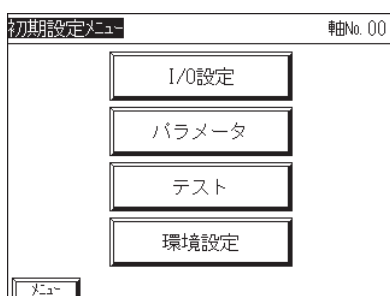 初期設定メニュー 軸No. 00
I/O設定
パラメータ
テスト
環境設定
メニュー